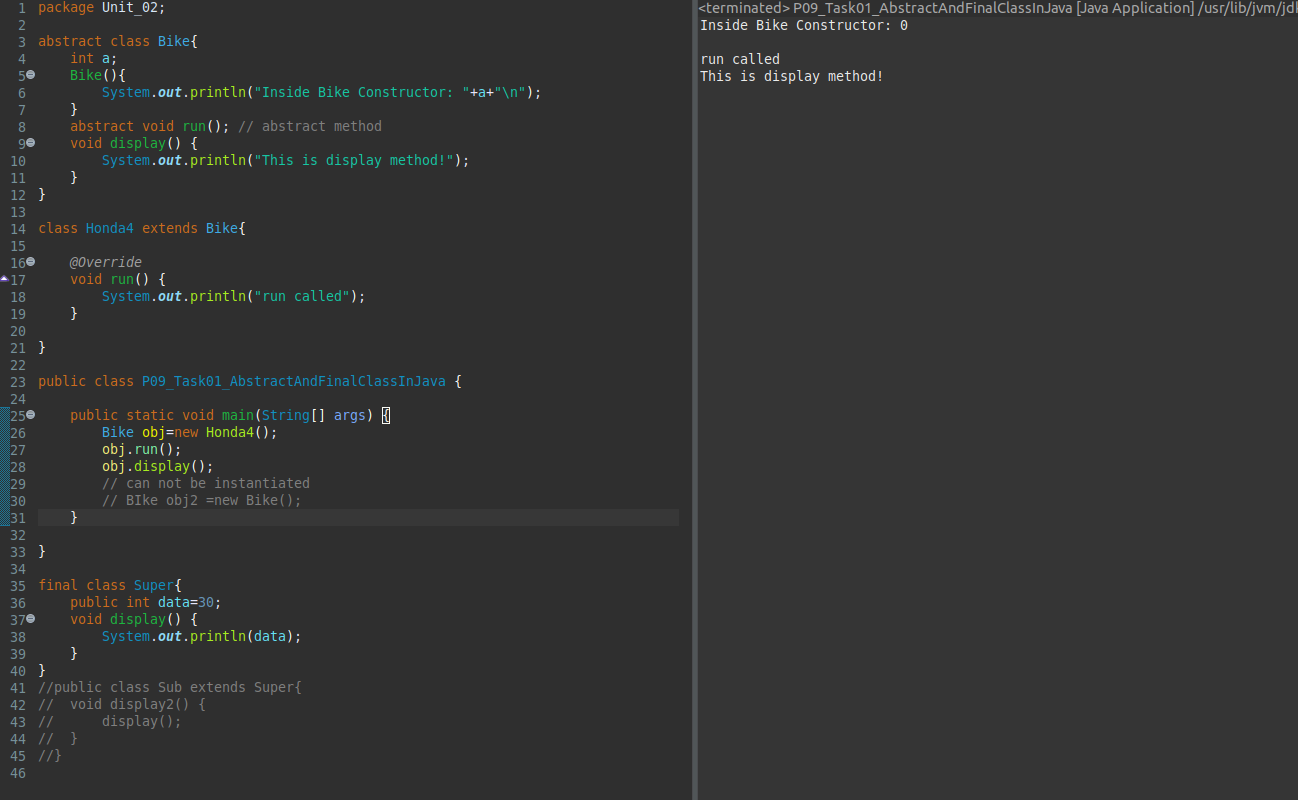 1 package Unit_02;
2
3 abstract class Bike{
4     int a;
5     Bike(){
6         System.out.println("Inside Bike Constructor: "+a+"\n");
7     }
8     abstract void run(); // abstract method
9     void display() {
10         System.out.println("This is display method!");
11     }
12 }
13
14 class Honda4 extends Bike{
15
16     @Override
17     void run() {
18         System.out.println("run called");
19     }
20
21 }
22
23 public class P09_Task01_AbstractAndFinalClassInJava {
24
25     public static void main(String[] args) {
26         Bike obj=new Honda4();
27         obj.run();
28         obj.display();
29         // can not be instantiated
30         // BIke obj2 =new Bike();
31     }
32
33 }
34
35 final class Super{
36     public int data=30;
37     void display() {
38         System.out.println(data);
39     }
40 }
41 //public class Sub extends Super{
42 //  void display2() {
43 //      display();
44 //  }
45 //}
46
<terminated> P09_Task01_AbstractAndFinalClassInJava [Java Application] /usr/lib/jvm/jdk
Inside Bike Constructor: 0

run called
This is display method!